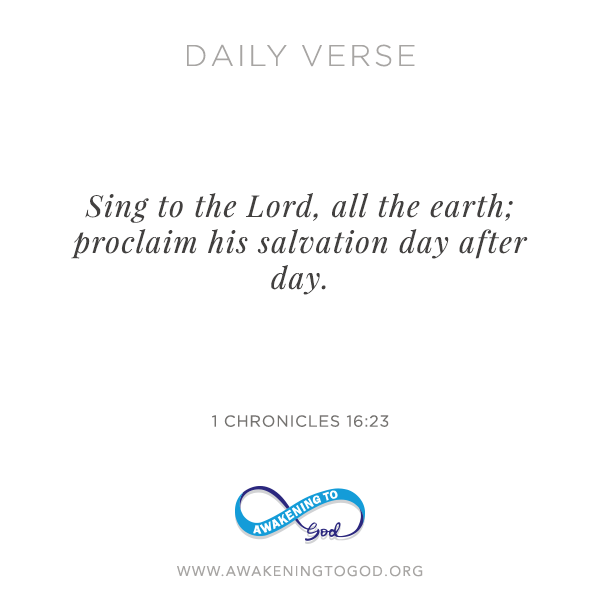 DAILY VERSE
Sing to the Lord, all the earth;
proclaim his salvation day after
day.
1 CHRONICLES 16:23
AWAKENING TO
God
WWW.AWAKENINGTOGOD.ORG